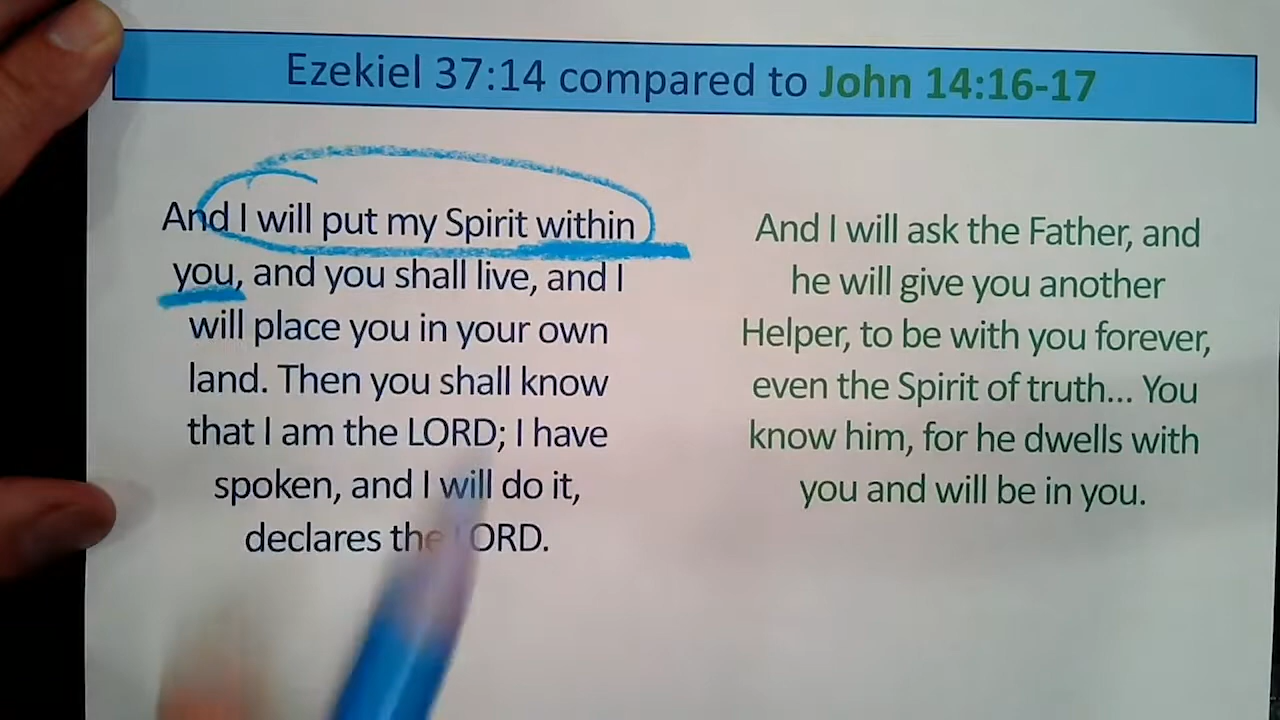 Ezekiel 37:14 compared to John 14:16-17
And I will put my Spirit within
you, and you shall live, and I
will place you in your own
land. Then you shall know
that I am the LORD; I have
spoken, and I will do it,
declares the LORD.
And I will ask the Father, and
he will give you another
Helper, to be with you forever,
even the Spirit of truth... You
know him, for he dwells with
you and will be in you.